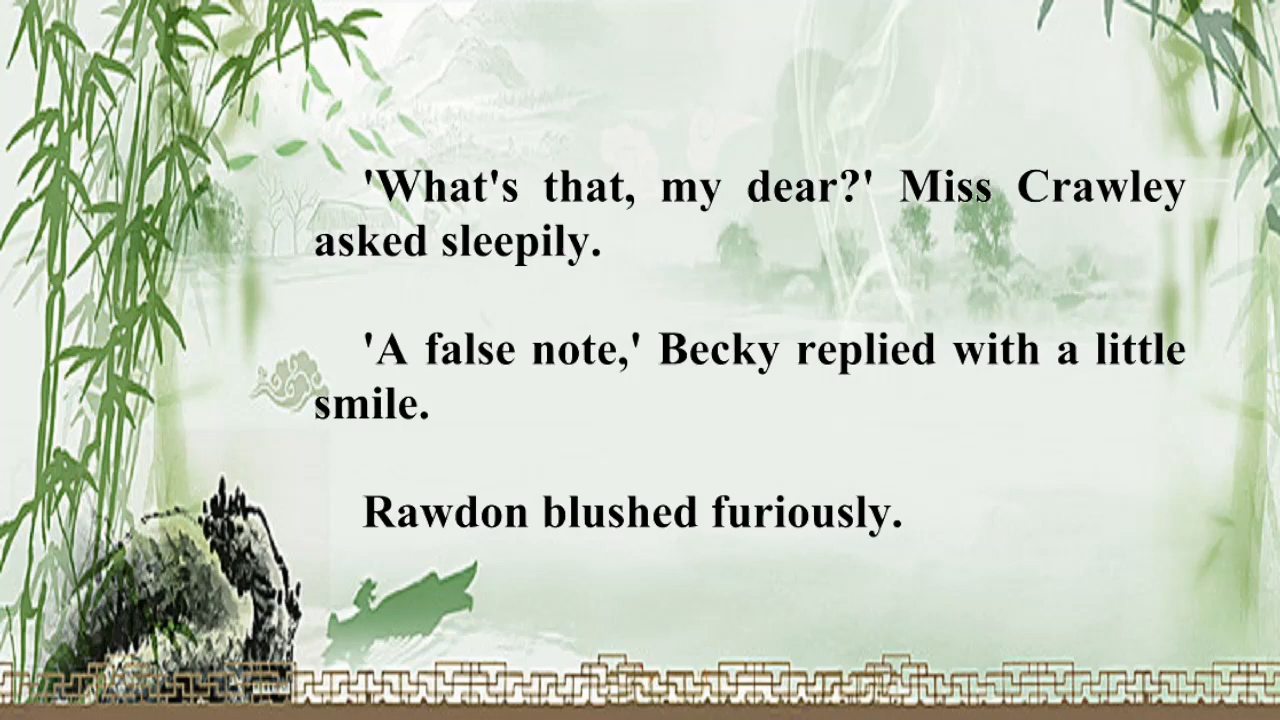 'What's that, my dear?' Miss Crawley
asked sleepily.
'A false note,' Becky replied with a little
smile.
Rawdon blushed furiously.